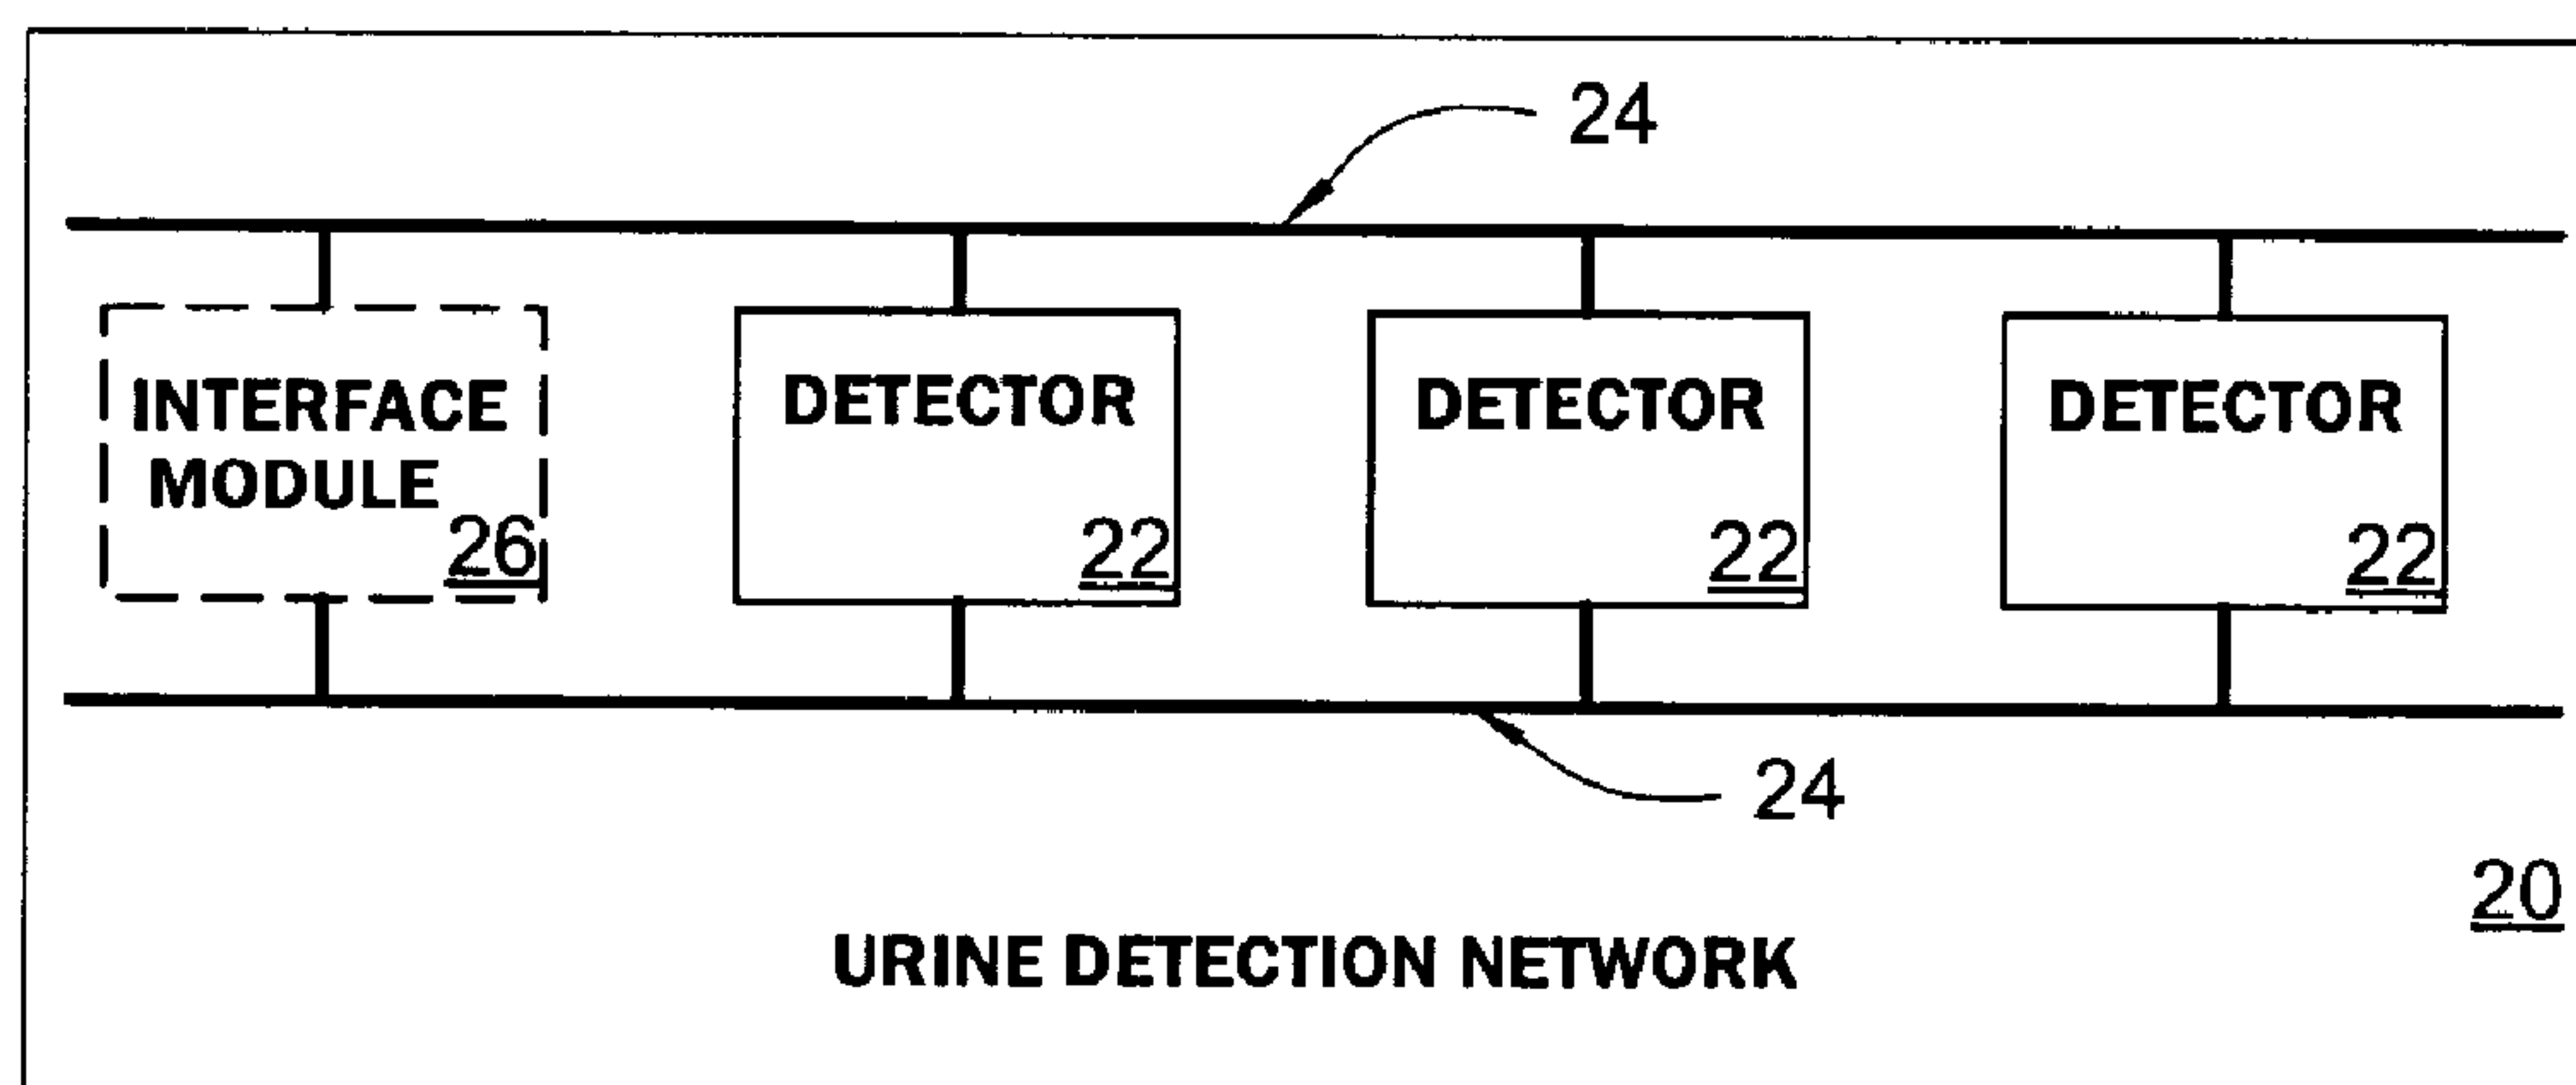 24
INTERFACE
MODULE
26
DETECTOR
22
DETECTOR
22
DETECTOR
22
24
20
URINE DETECTION NETWORK